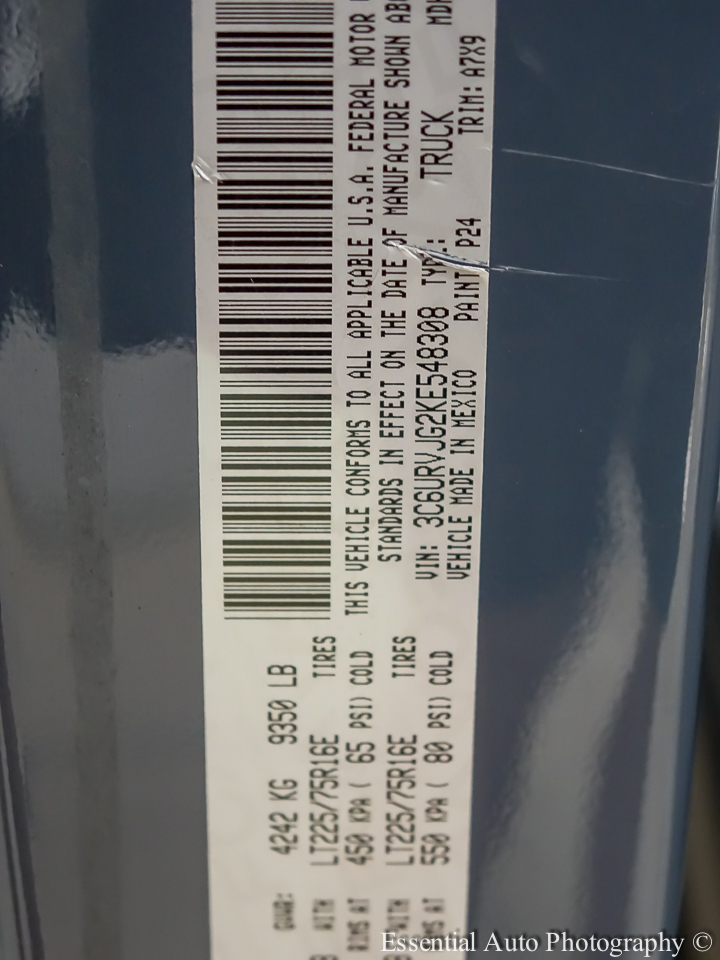 GVWR: 4242 KG 9350 LB
WITH LT225/75R16E TIRES
RIMS AT 450 KPA ( 65 PSI) COLD
WITH LT225/75R16E TIRES
RIMS AT 550 KPA ( 80 PSI) COLD
THIS VEHICLE CONFORMS TO ALL APPLICABLE U.S.A. FEDERAL MOTOR
STANDARDS IN EFFECT ON THE DATE OF MANUFACTURE SHOWN
VIN: 3C6URVJG2KE548308 TYPE: TRUCK
VEHICLE MADE IN MEXICO PAINT: P24 TRIM: A7X9
Essential Auto Photography ©